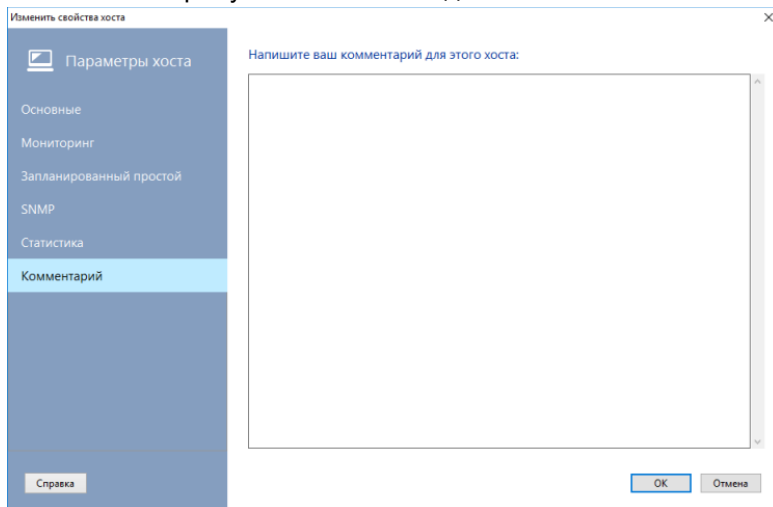 Изменить свойства хоста
Параметры хоста
Основные
Мониторинг
Запланированный простой
SNMP
Статистика
Комментарий
Справка
Напишите ваш комментарий для этого хоста:
OK
Отмена